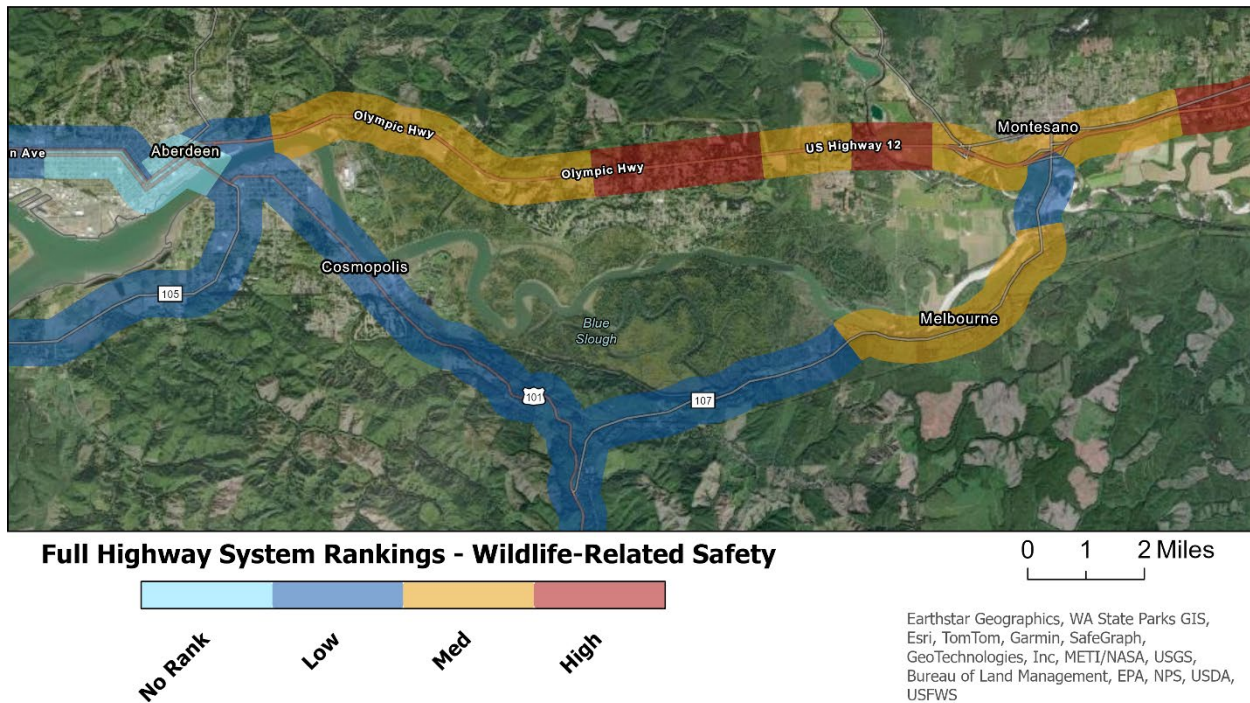 Olympic Hwy
Montesano
Aberdeen
n Ave
US Highway 12
Olympic Hwy
Cosmopolis
105
Melbourne
Blue
Slough
101
107
Full Highway System Rankings - Wildlife-Related Safety
No Rank
Low
Med
High
0 1 2 Miles
Earthstar Geographics, WA State Parks GIS,
Esri, TomTom, Garmin, SafeGraph,
GeoTechnologies, Inc, METI/NASA, USGS,
Bureau of Land Management, EPA, NPS, USDA,
USFWS